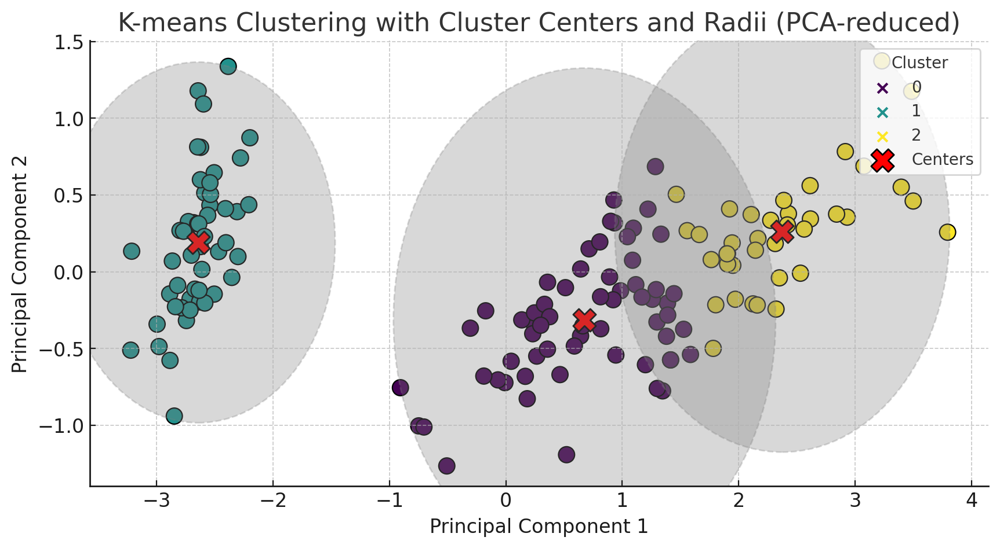 K-means Clustering with Cluster Centers and Radii (PCA-reduced)
1.5
1.0
0.5
0.0
−0.5
−1.0
Principal Component 2
Cluster
0
1
2
Centers
−3 −2 −1 0 1 2 3 4
Principal Component 1